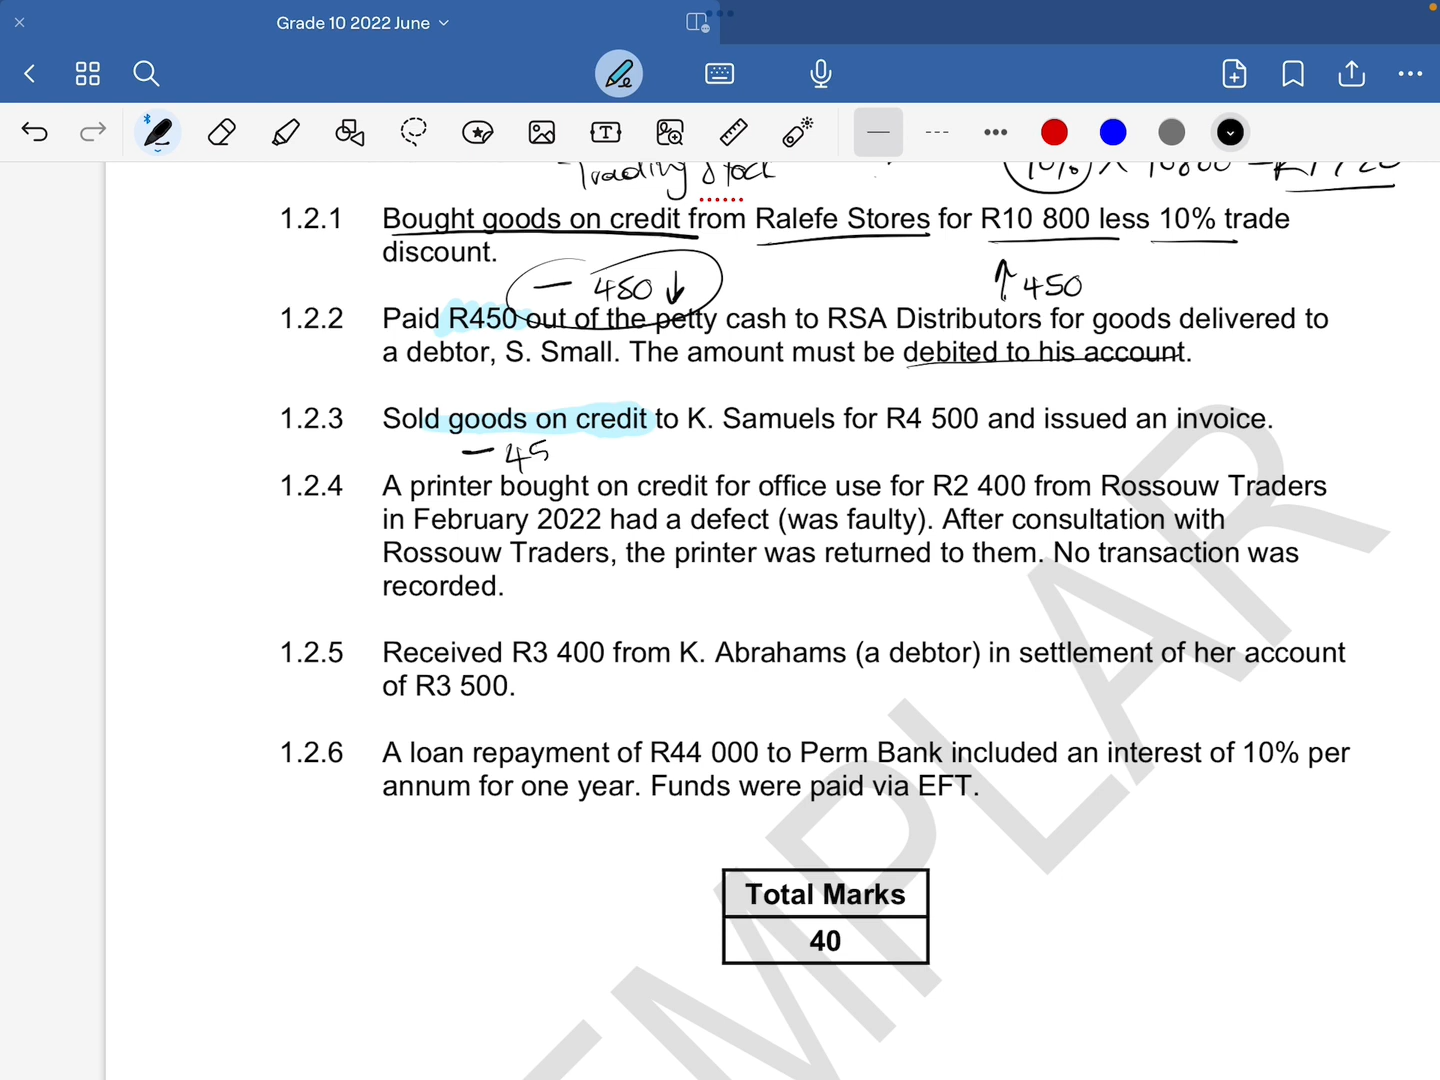 Grade 10 2022 June
Trading Stock
10% × 10800
1.2.1 Bought goods on credit from Ralefe Stores for R10 800 less 10% trade
discount.
– 450 ↓
↑ 450
1.2.2 Paid R450 out of the petty cash to RSA Distributors for goods delivered to
a debtor, S. Small. The amount must be debited to his account.
1.2.3 Sold goods on credit to K. Samuels for R4 500 and issued an invoice.
– 45
1.2.4 A printer bought on credit for office use for R2 400 from Rossouw Traders
in February 2022 had a defect (was faulty). After consultation with
Rossouw Traders, the printer was returned to them. No transaction was
recorded.
1.2.5 Received R3 400 from K. Abrahams (a debtor) in settlement of her account
of R3 500.
1.2.6 A loan repayment of R44 000 to Perm Bank included an interest of 10% per
annum for one year. Funds were paid via EFT.
Total Marks
40
EMPLAR